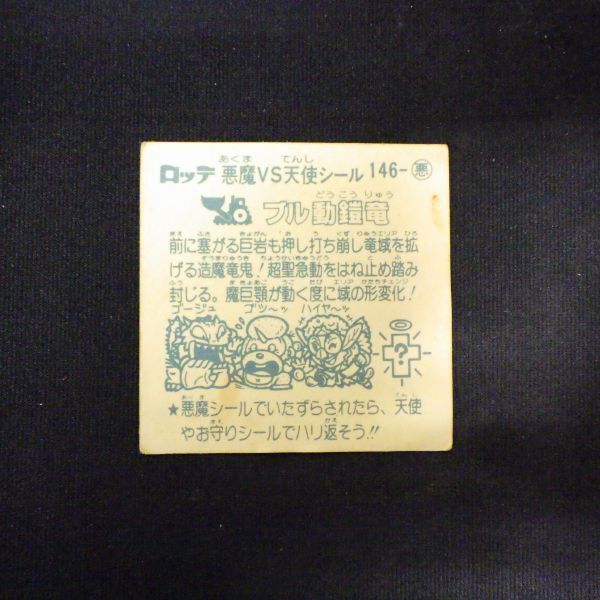 ロッテ 悪魔VS天使シール 146-悪
ブル動鎧竜
前に塞がる巨岩も押し打ち崩し竜域を拡
げる造魔竜鬼!超聖急動をはね止め踏み
封じる。魔巨顎が動く度に域の形変化!
ゴージュ ゴッ〜ッ ハイヤ〜ッ
?
★悪魔シールでいたずらされたら、天使
やお守りシールでハリ返そう!!